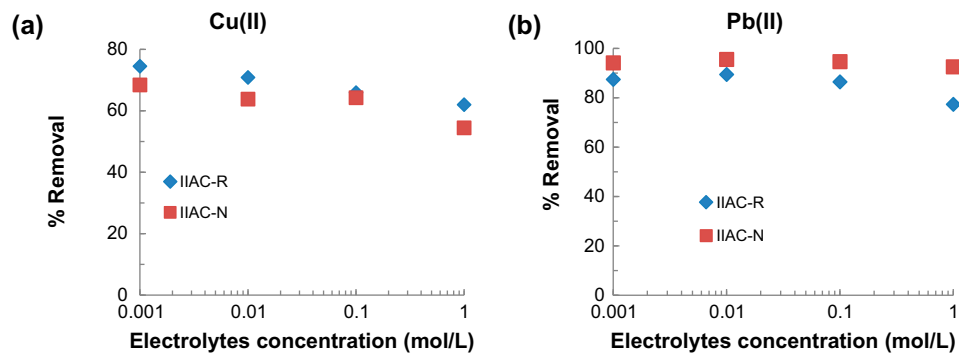 (a)
Cu(II)
80
60
40
20
0
% Removal
IIAC-R
IIAC-N
0.001
0.01
0.1
1
Electrolytes concentration (mol/L)
(b)
Pb(II)
100
80
60
40
20
0
% Removal
IIAC-R
IIAC-N
0.001
0.01
0.1
1
Electrolytes concentration (mol/L)